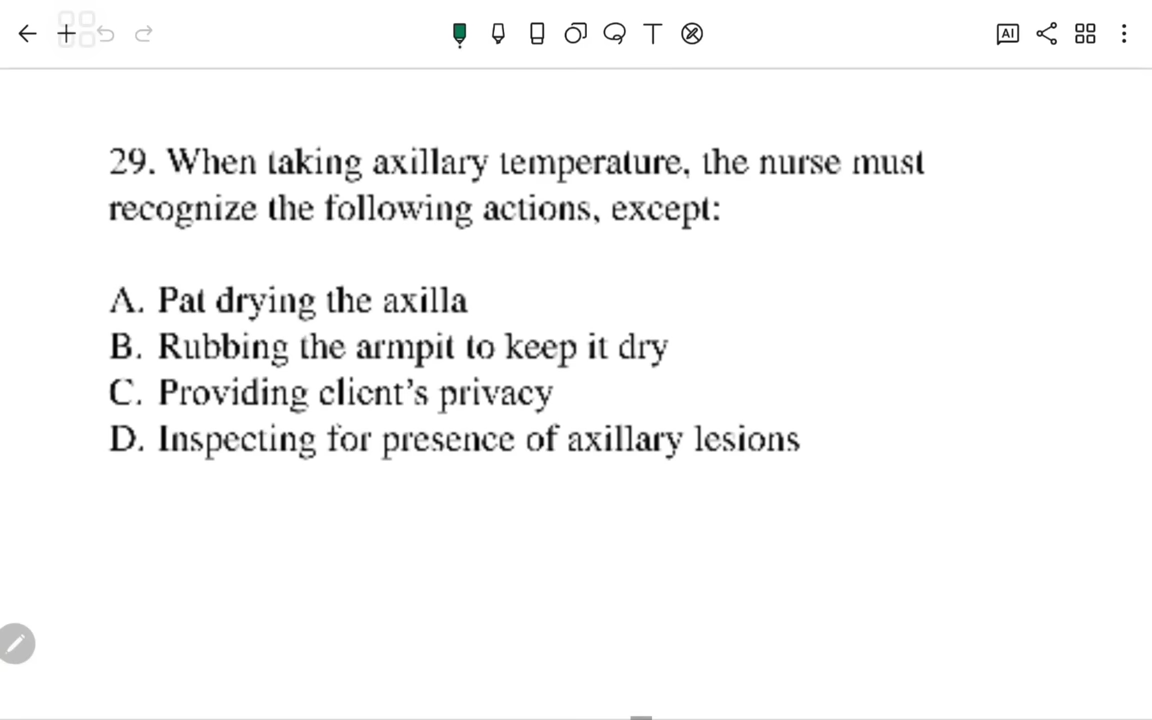 AI
T
29. When taking axillary temperature, the nurse must
recognize the following actions, except:
A. Pat drying the axilla
B. Rubbing the armpit to keep it dry
C. Providing client's privacy
D. Inspecting for presence of axillary lesions